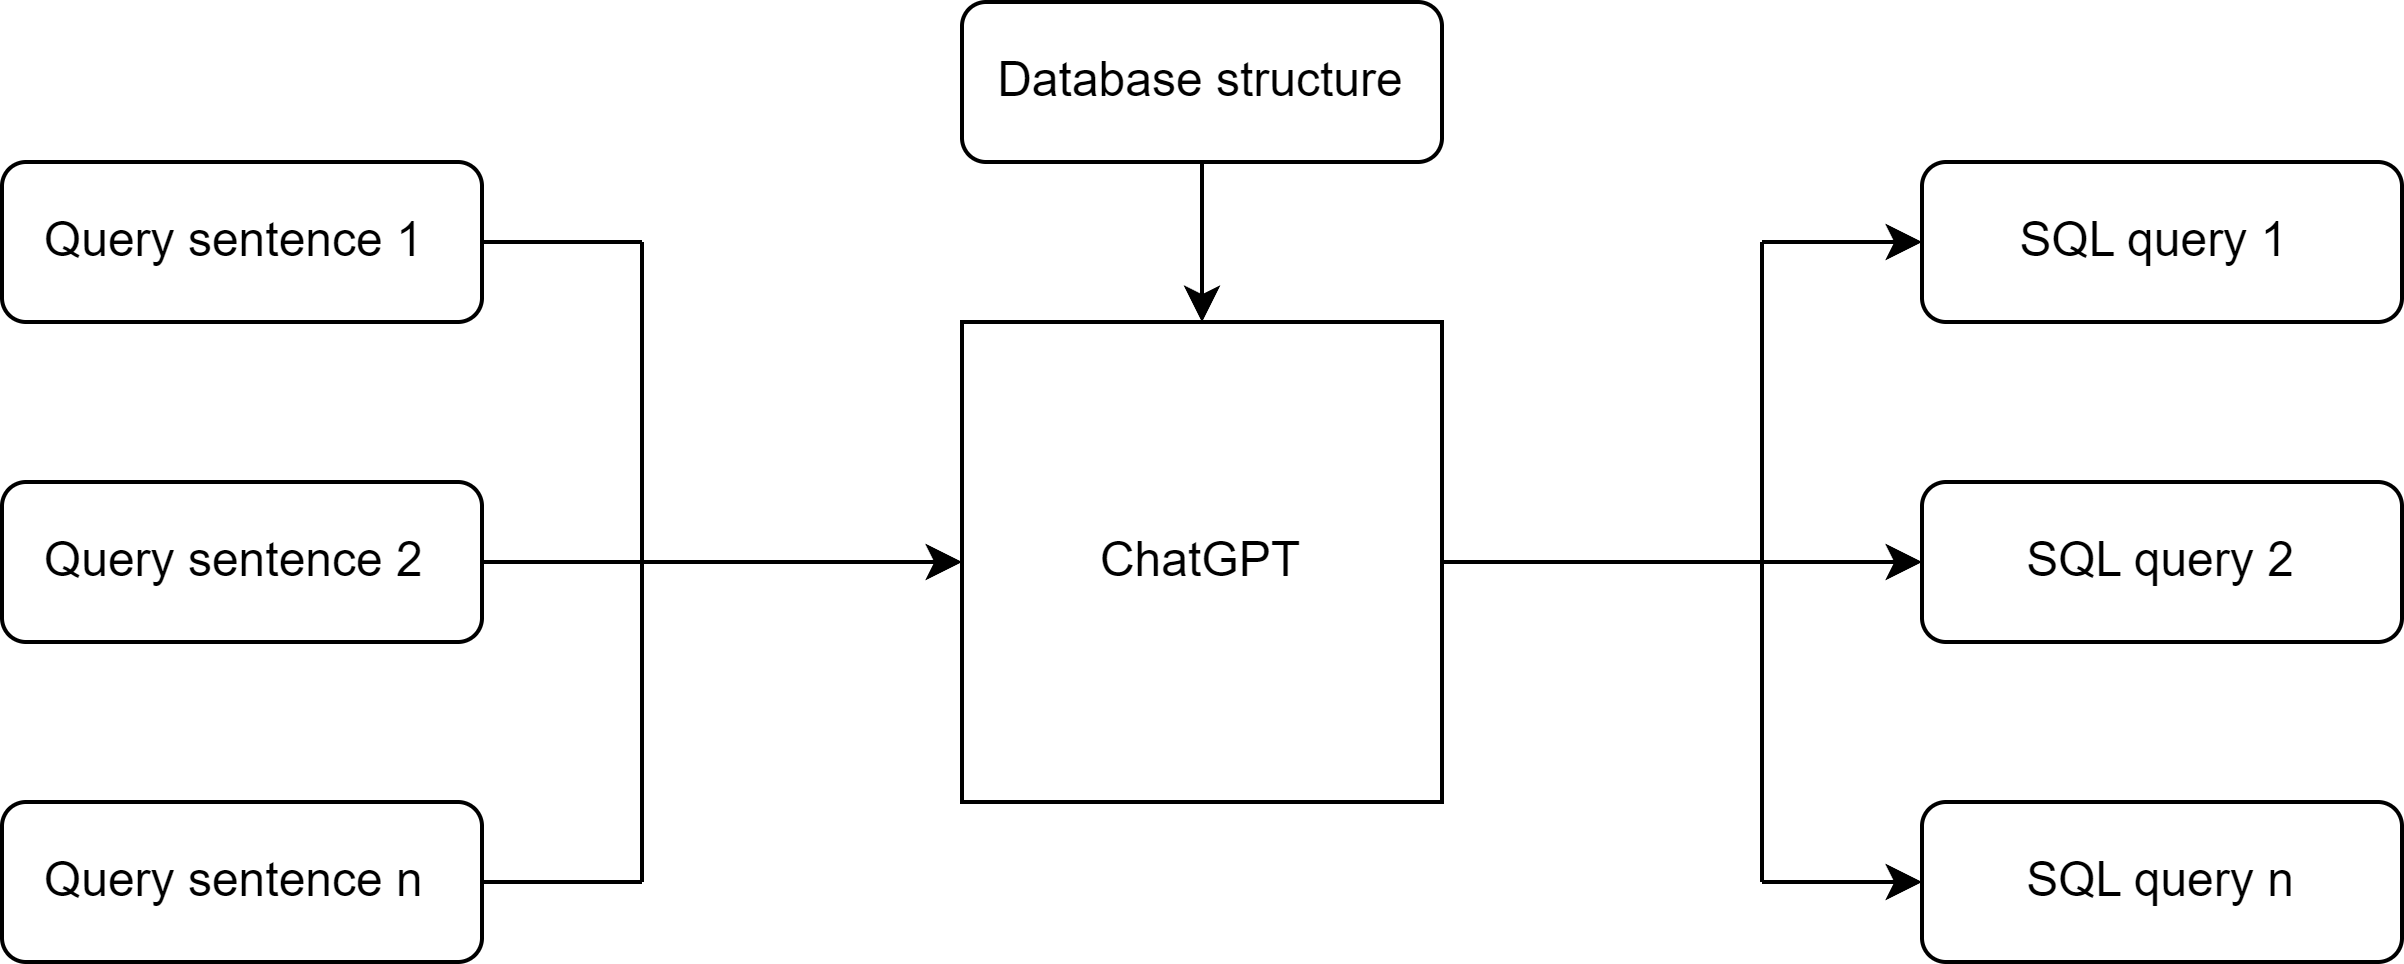 Database structure
Query sentence 1
SQL query 1
Query sentence 2
ChatGPT
SQL query 2
Query sentence n
SQL query n